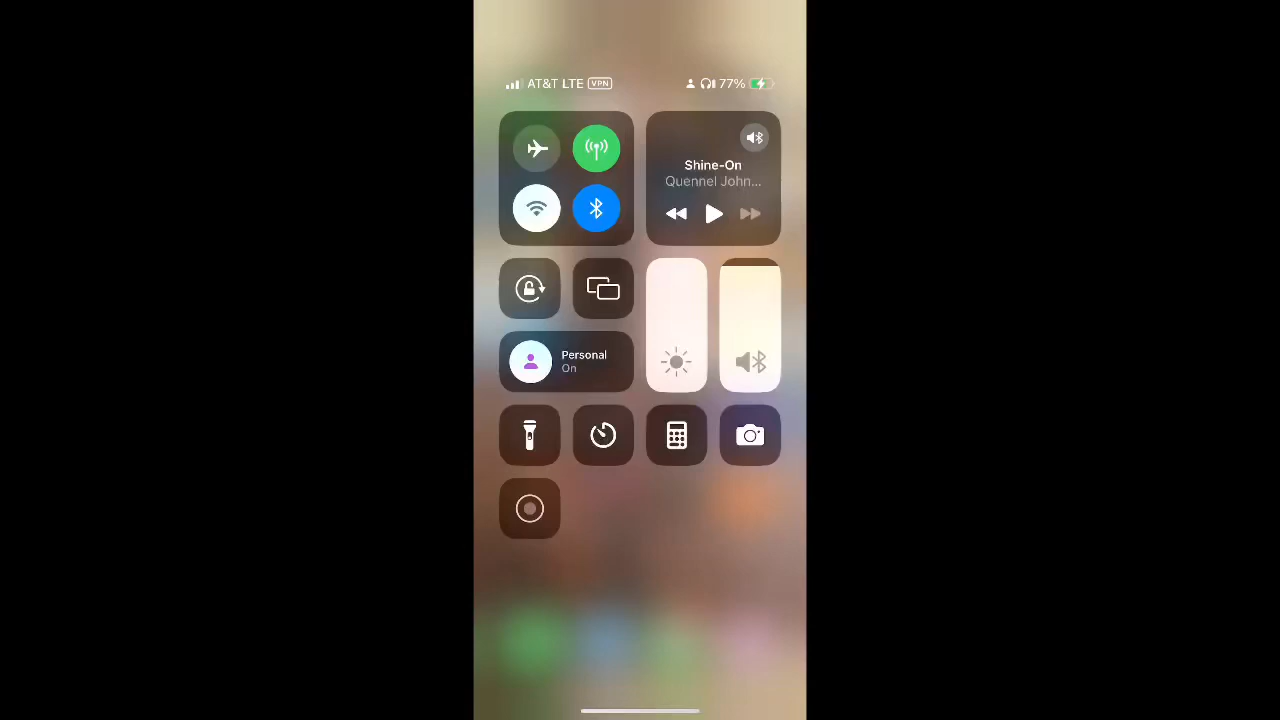 AT&T LTE VPN 77%
Shine-On
Quennel John...
Personal
On